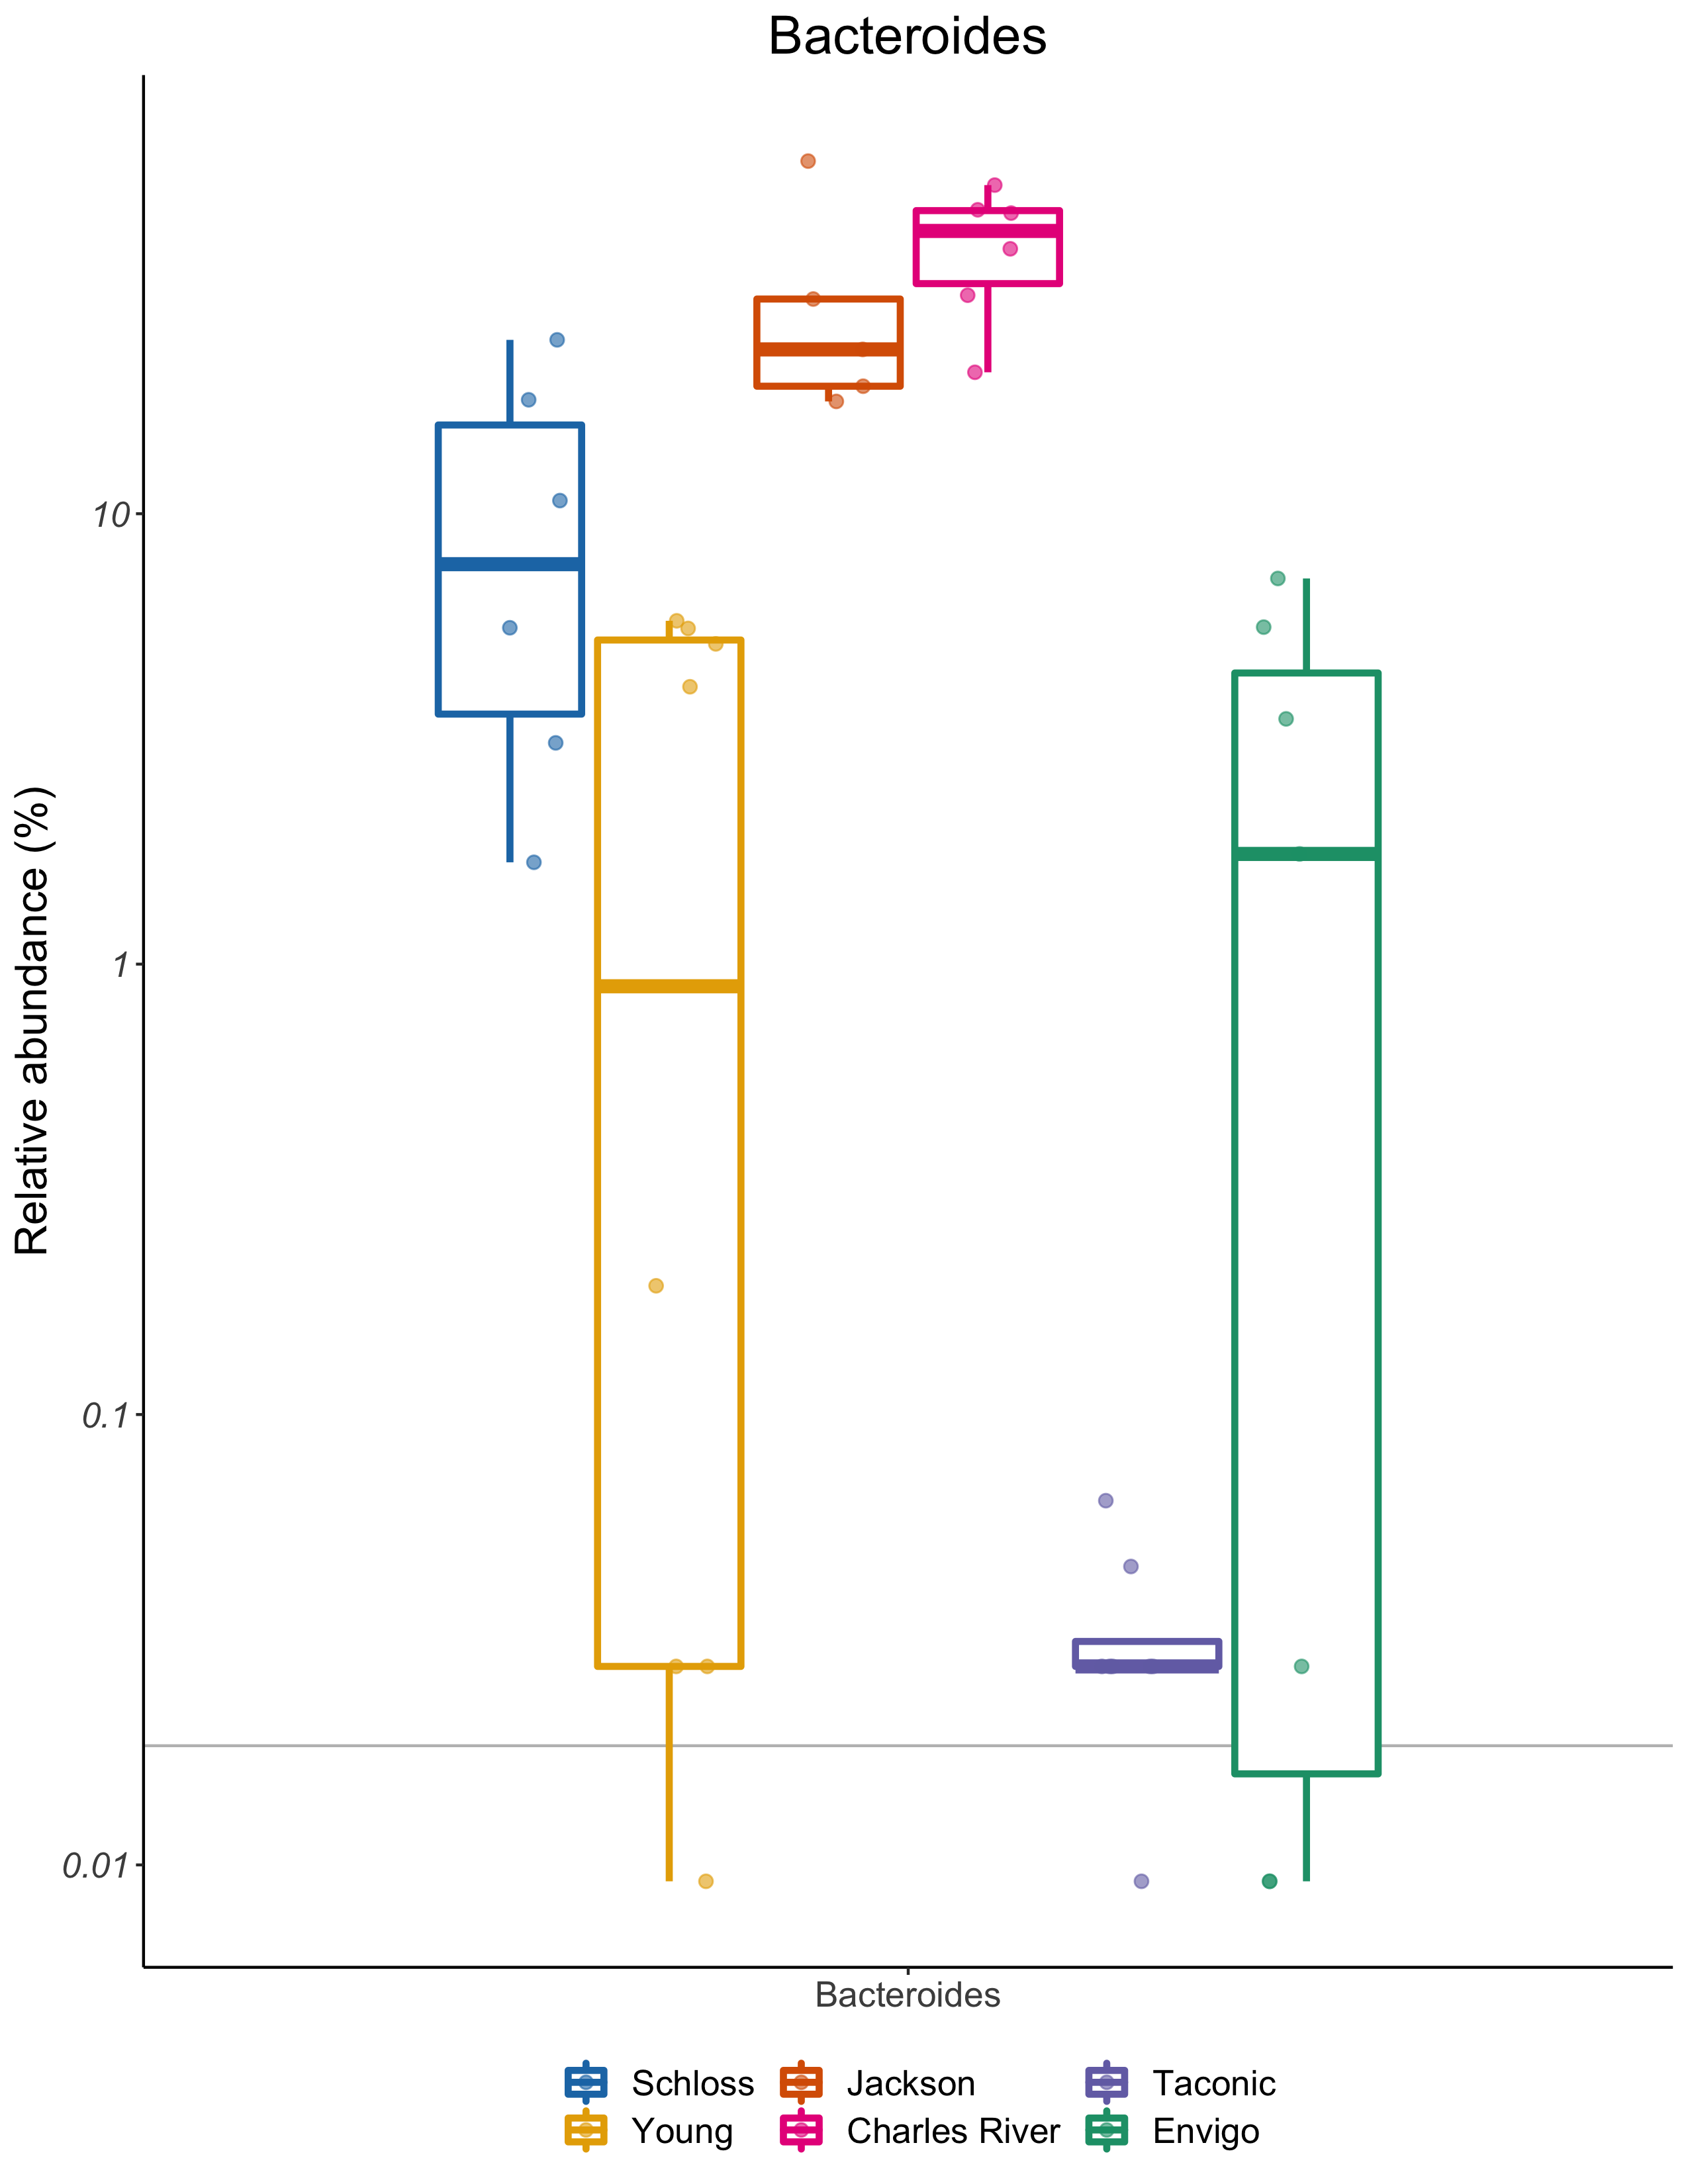 Bacteroides
Relative abundance (%)
10
1
0.1
0.01
Bacteroides
Schloss Jackson Taconic
Young Charles River Envigo